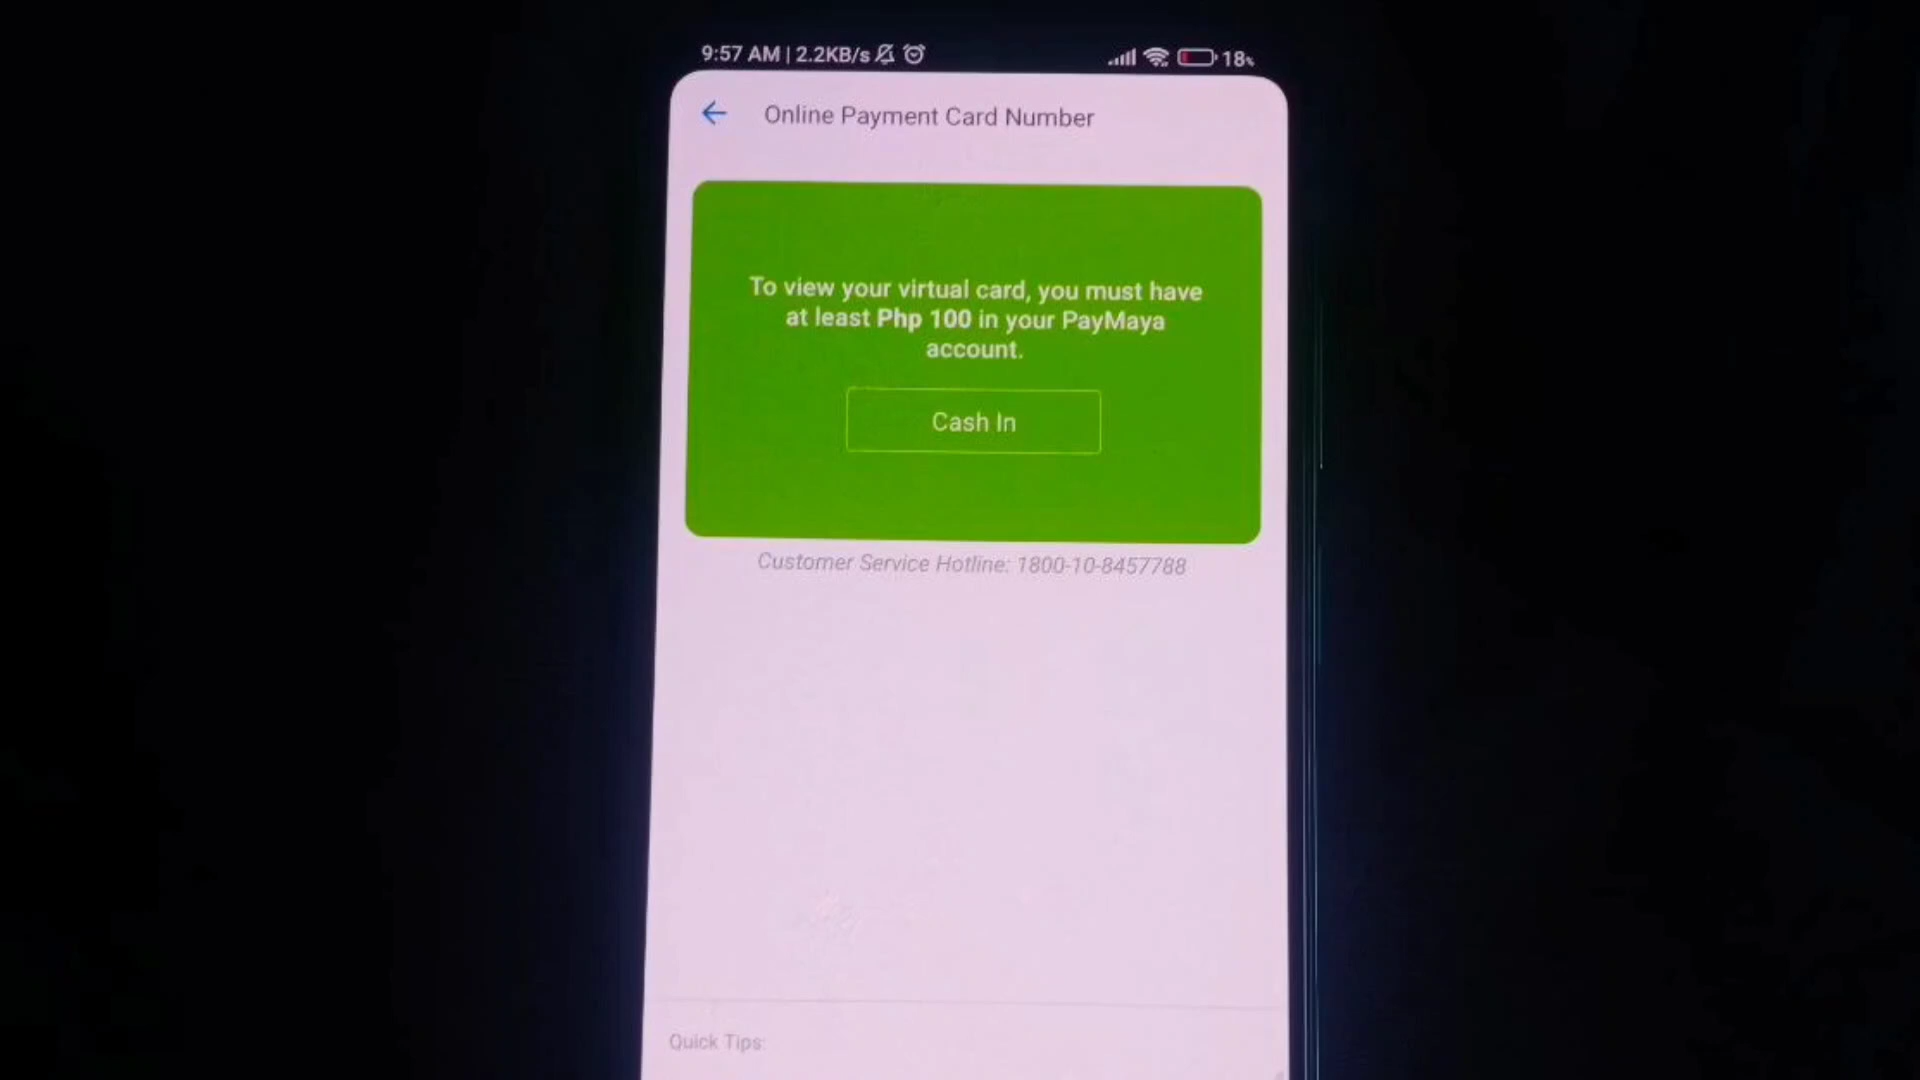 9:57 AM | 2.2KB/s 18%
Online Payment Card Number
To view your virtual card, you must have
at least Php 100 in your PayMaya
account.
Cash In
Customer Service Hotline: 1800-10-8457788
Quick Tips: